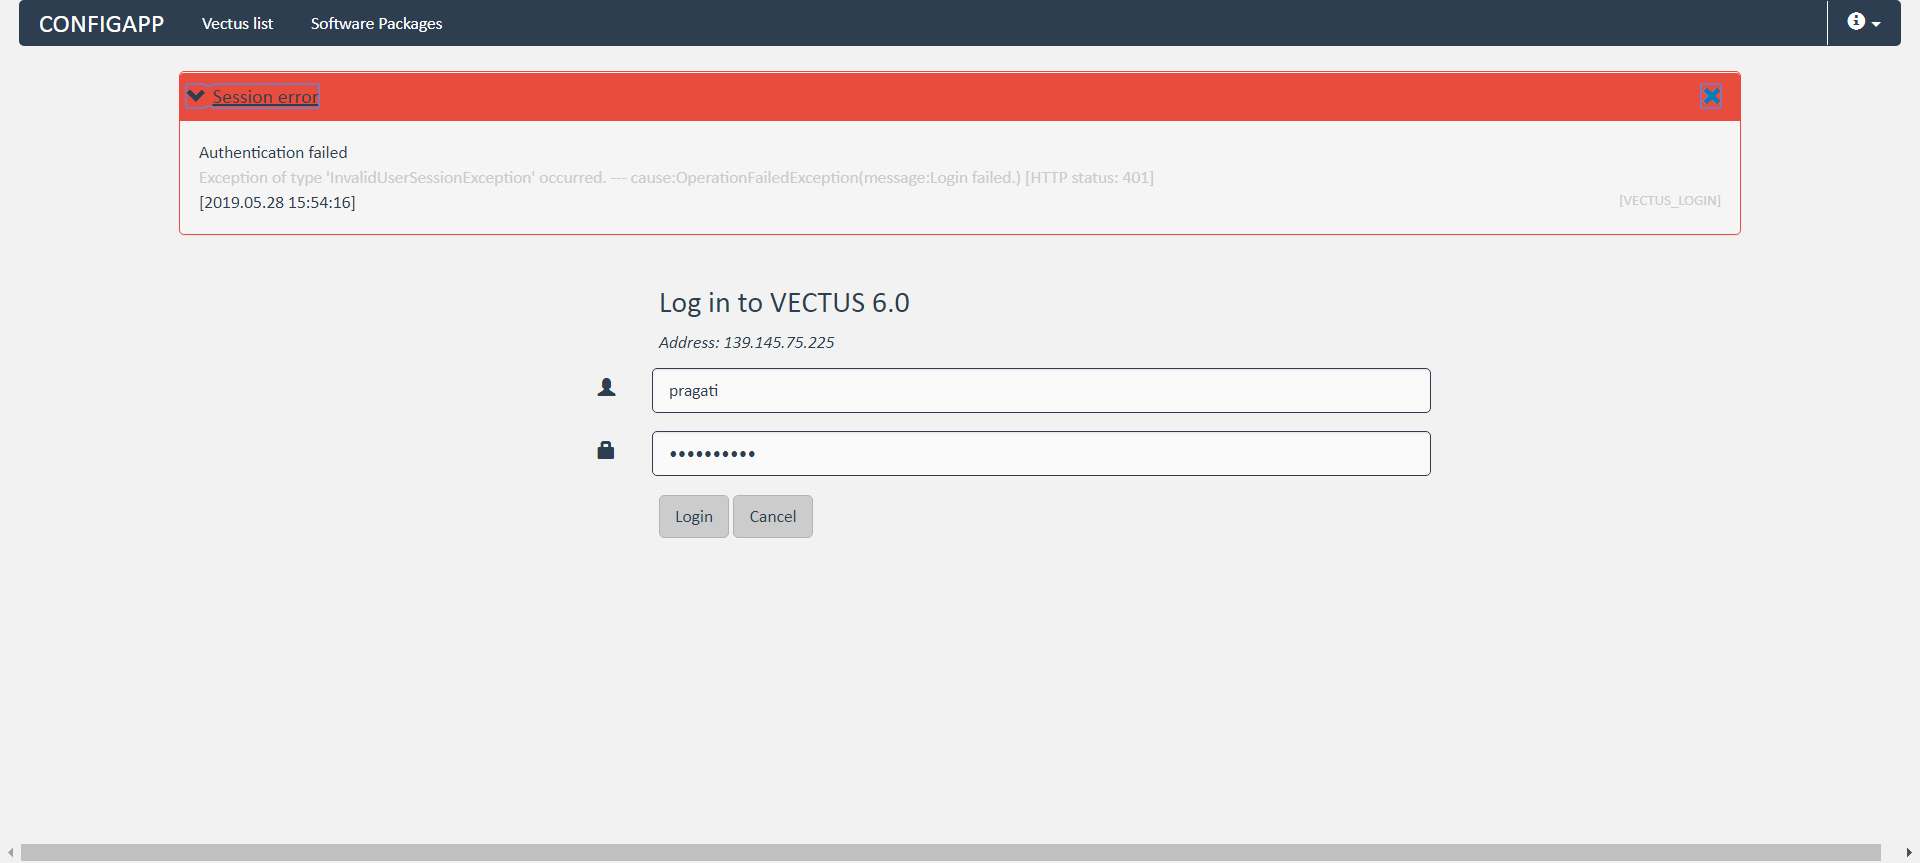 CONFIGAPP Vectus list Software Packages
Session error
Authentication failed
Exception of type 'InvalidUserSessionException' occurred. --- cause:OperationFailedException(message:Login failed.) [HTTP status: 401]
[2019.05.28 15:54:16] [VECTUS_LOGIN]
Log in to VECTUS 6.0
Address: 139.145.75.225
pragati
••••••••••
Login Cancel